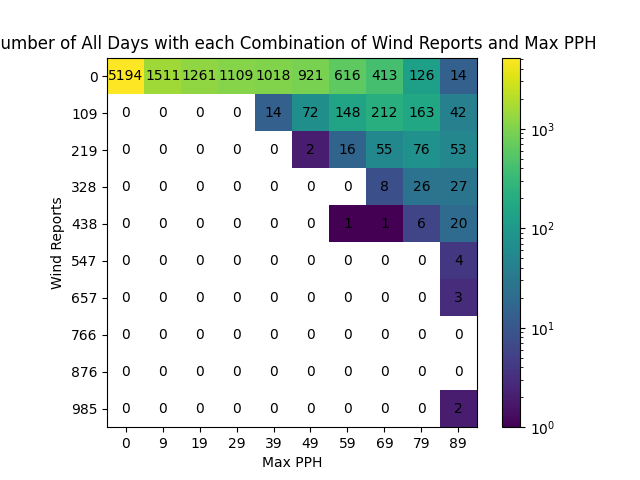 umber of All Days with each Combination of Wind Reports and Max PPH
0 5194 1511 1261 1109 1018 921 616 413 126 14
109 0 0 0 0 14 72 148 212 163 42
219 0 0 0 0 0 2 16 55 76 53
328 0 0 0 0 0 0 0 8 26 27
438 0 0 0 0 0 0 1 1 6 20
547 0 0 0 0 0 0 0 0 0 4
657 0 0 0 0 0 0 0 0 0 3
766 0 0 0 0 0 0 0 0 0 0
876 0 0 0 0 0 0 0 0 0 0
985 0 0 0 0 0 0 0 0 0 2
0 9 19 29 39 49 59 69 79 89
Max PPH
Wind Reports
10³
10²
10¹
10⁰